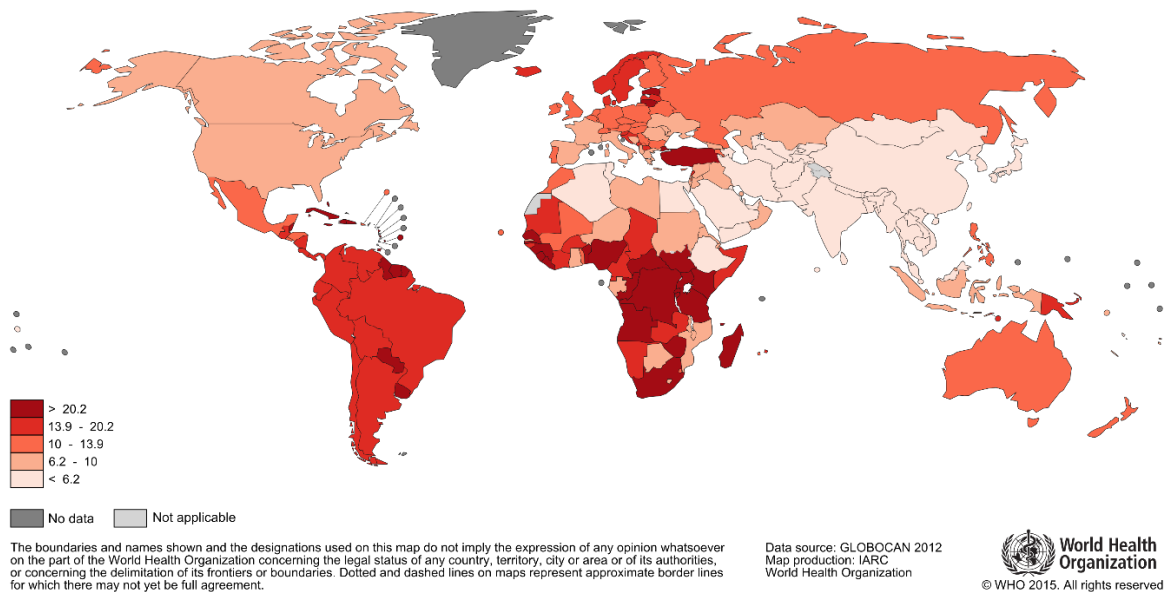 > 20.2
13.9 - 20.2
10 - 13.9
6.2 - 10
< 6.2
No data
Not applicable
The boundaries and names shown and the designations used on this map do not imply the expression of any opinion whatsoever
on the part of the World Health Organization concerning the legal status of any country, territory, city or area or of its authorities,
or concerning the delimitation of its frontiers or boundaries. Dotted and dashed lines on maps represent approximate border lines
for which there may not yet be full agreement.
Data source: GLOBOCAN 2012
Map production: IARC
World Health Organization
World Health
Organization
© WHO 2015. All rights reserved